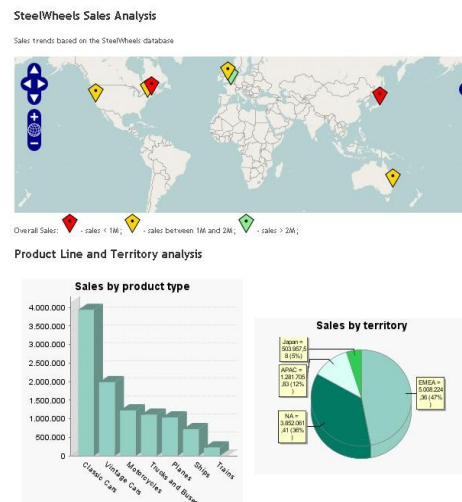 SteelWheels Sales Analysis
Sales trends based on the SteelWheels database
Overall Sales: - sales < 1M; - sales between 1M and 2M; - sales > 2M;
Product Line and Territory analysis
Sales by product type
4.000.000
3.500.000
3.000.000
2.500.000
2.000.000
1.500.000
1.000.000
500.000
0
Classic Cars
Vintage Cars
Motorcycles
Trucks and Buses
Planes
Ships
Trains
Sales by territory
Japan =
503.957,5
8 (5%)
APAC =
1.281.705
,83 (12%
)
EMEA =
5.008.224
,36 (47%
)
NA =
3.852.061
,41 (36%
)